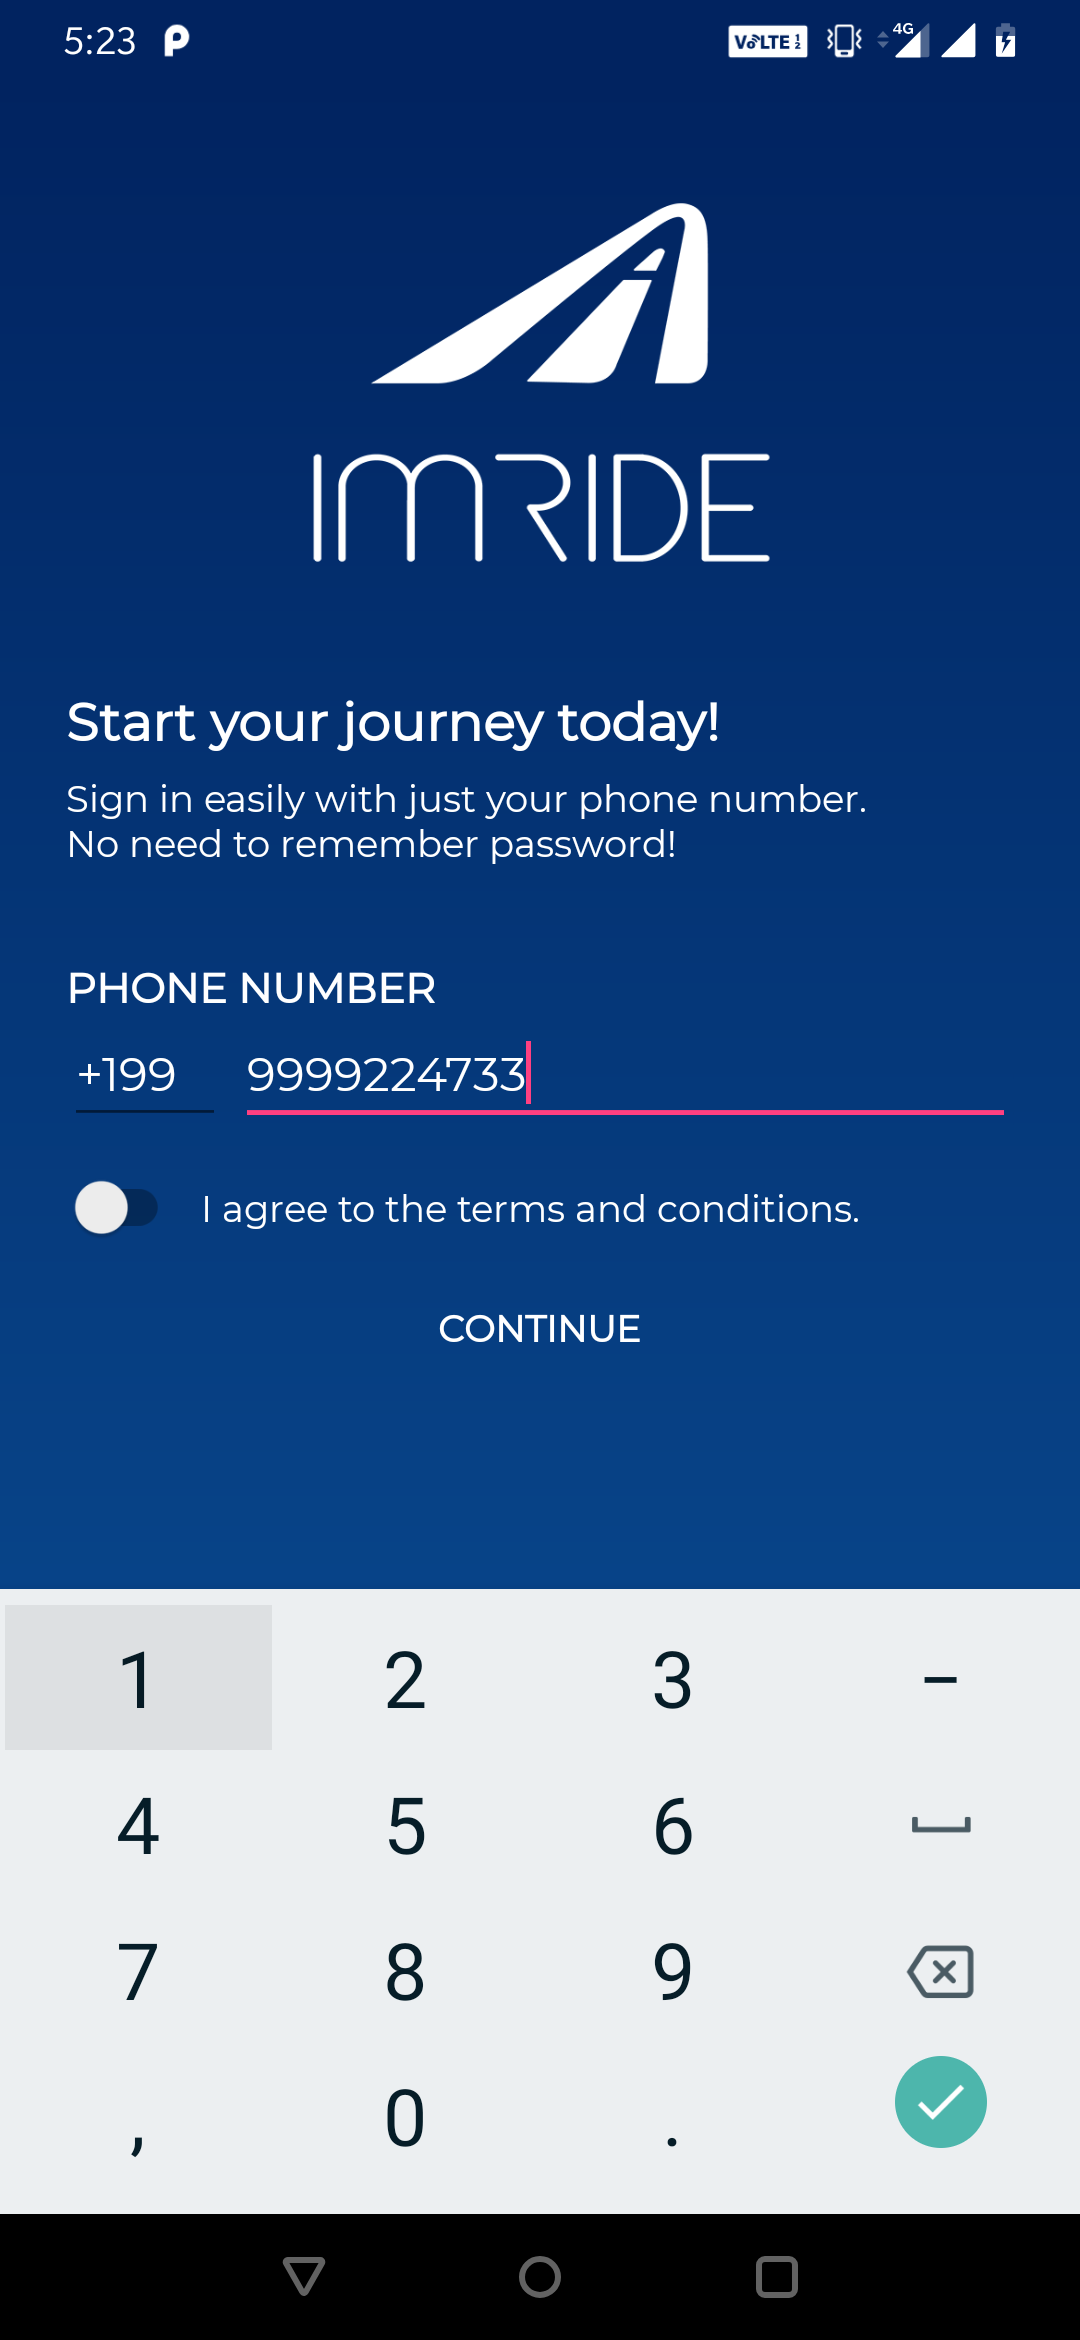 5:23 VoLTE 1 2 4G
IMRIDE
Start your journey today!
Sign in easily with just your phone number.
No need to remember password!
PHONE NUMBER
+199 9999224733
I agree to the terms and conditions.
CONTINUE
1 2 3 –
4 5 6
7 8 9
, 0 .